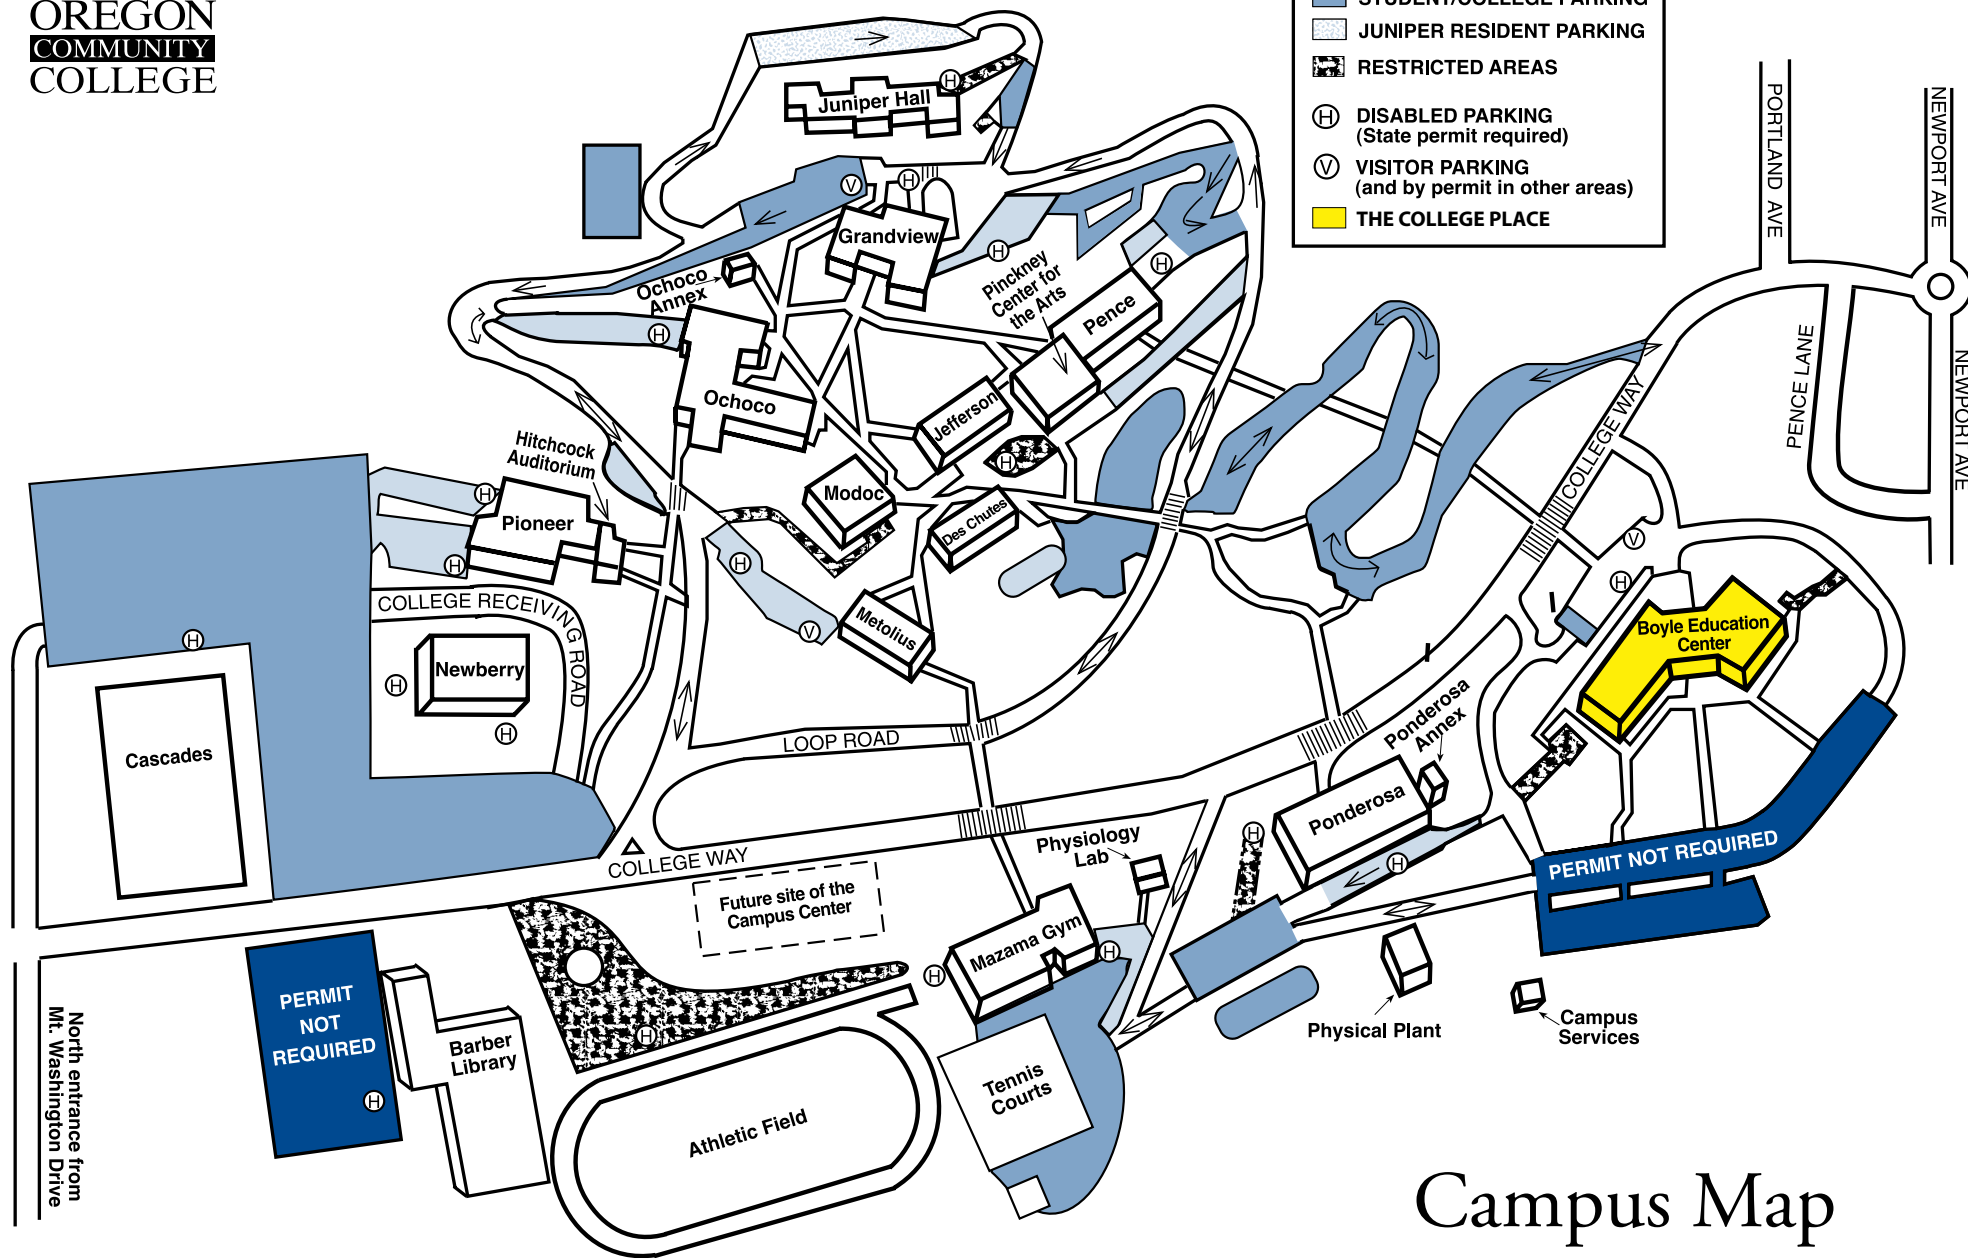 OREGON
COMMUNITY
COLLEGE
STUDENT/COLLEGE PARKING
JUNIPER RESIDENT PARKING
RESTRICTED AREAS
H
DISABLED PARKING
(State permit required)
V
VISITOR PARKING
(and by permit in other areas)
THE COLLEGE PLACE
PORTLAND AVE
NEWPORT AVE
NEWPORT AVE
PENCE LANE
COLLEGE WAY
Juniper Hall
H
V
H
Grandview
H
Ochoco
Annex
H
Pinckney
Center for
the Arts
H
Pence
Ochoco
Jefferson
H
Hitchcock
Auditorium
H
Pioneer
H
Modoc
Des Chutes
H
V
Metolius
V
H
Boyle Education
Center
COLLEGE RECEIVING ROAD
H
Newberry
H
H
Cascades
LOOP ROAD
Ponderosa
Annex
Ponderosa
H
H
Physiology
Lab
COLLEGE WAY
Future site of the
Campus Center
PERMIT NOT REQUIRED
Mazama Gym
H
H
PERMIT
NOT
REQUIRED
H
Barber
Library
H
Physical Plant
Campus
Services
Tennis
Courts
Athletic Field
North entrance from
Mt. Washington Drive
Campus Map